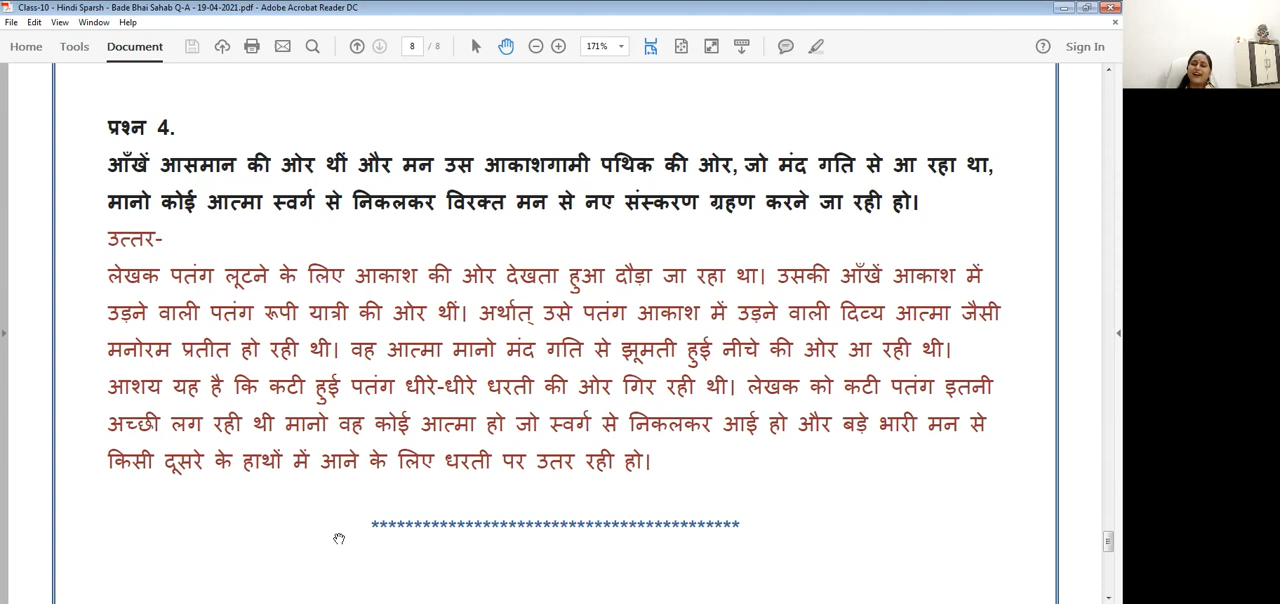 Class-10 - Hindi Sparsh - Bade Bhai Sahab Q-A - 19-04-2021.pdf - Adobe Acrobat Reader DC
File Edit View Window Help
Home Tools Document 8 / 8 171% Sign In
प्रश्न 4.
आँखें आसमान की ओर थीं और मन उस आकाशगामी पथिक की ओर, जो मंद गति से आ रहा था,
मानो कोई आत्मा स्वर्ग से निकलकर विरक्त मन से नए संस्करण ग्रहण करने जा रही हो।
उत्तर-
लेखक पतंग लूटने के लिए आकाश की ओर देखता हुआ दौड़ा जा रहा था। उसकी आँखें आकाश में
उड़ने वाली पतंग रूपी यात्री की ओर थीं। अर्थात् उसे पतंग आकाश में उड़ने वाली दिव्य आत्मा जैसी
मनोरम प्रतीत हो रही थी। वह आत्मा मानो मंद गति से झूमती हुई नीचे की ओर आ रही थी।
आशय यह है कि कटी हुई पतंग धीरे-धीरे धरती की ओर गिर रही थी। लेखक को कटी पतंग इतनी
अच्छी लग रही थी मानो वह कोई आत्मा हो जो स्वर्ग से निकलकर आई हो और बड़े भारी मन से
किसी दूसरे के हाथों में आने के लिए धरती पर उतर रही हो।
********************************************